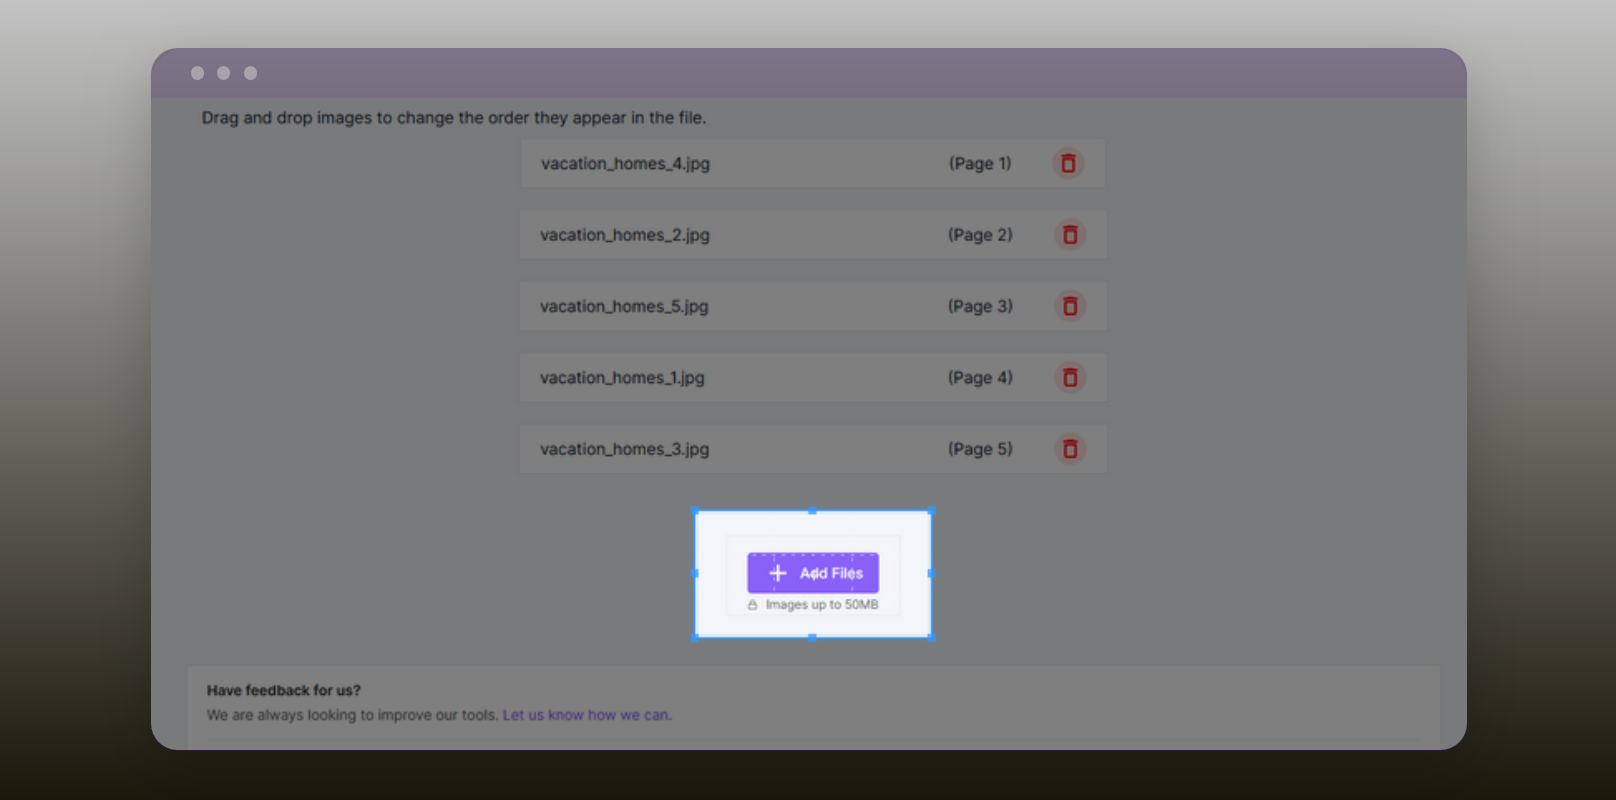 Drag and drop images to change the order they appear in the file.
vacation_homes_4.jpg (Page 1)
vacation_homes_2.jpg (Page 2)
vacation_homes_5.jpg (Page 3)
vacation_homes_1.jpg (Page 4)
vacation_homes_3.jpg (Page 5)
Add Files
Images up to 50MB
Have feedback for us?
We are always looking to improve our tools. Let us know how we can.